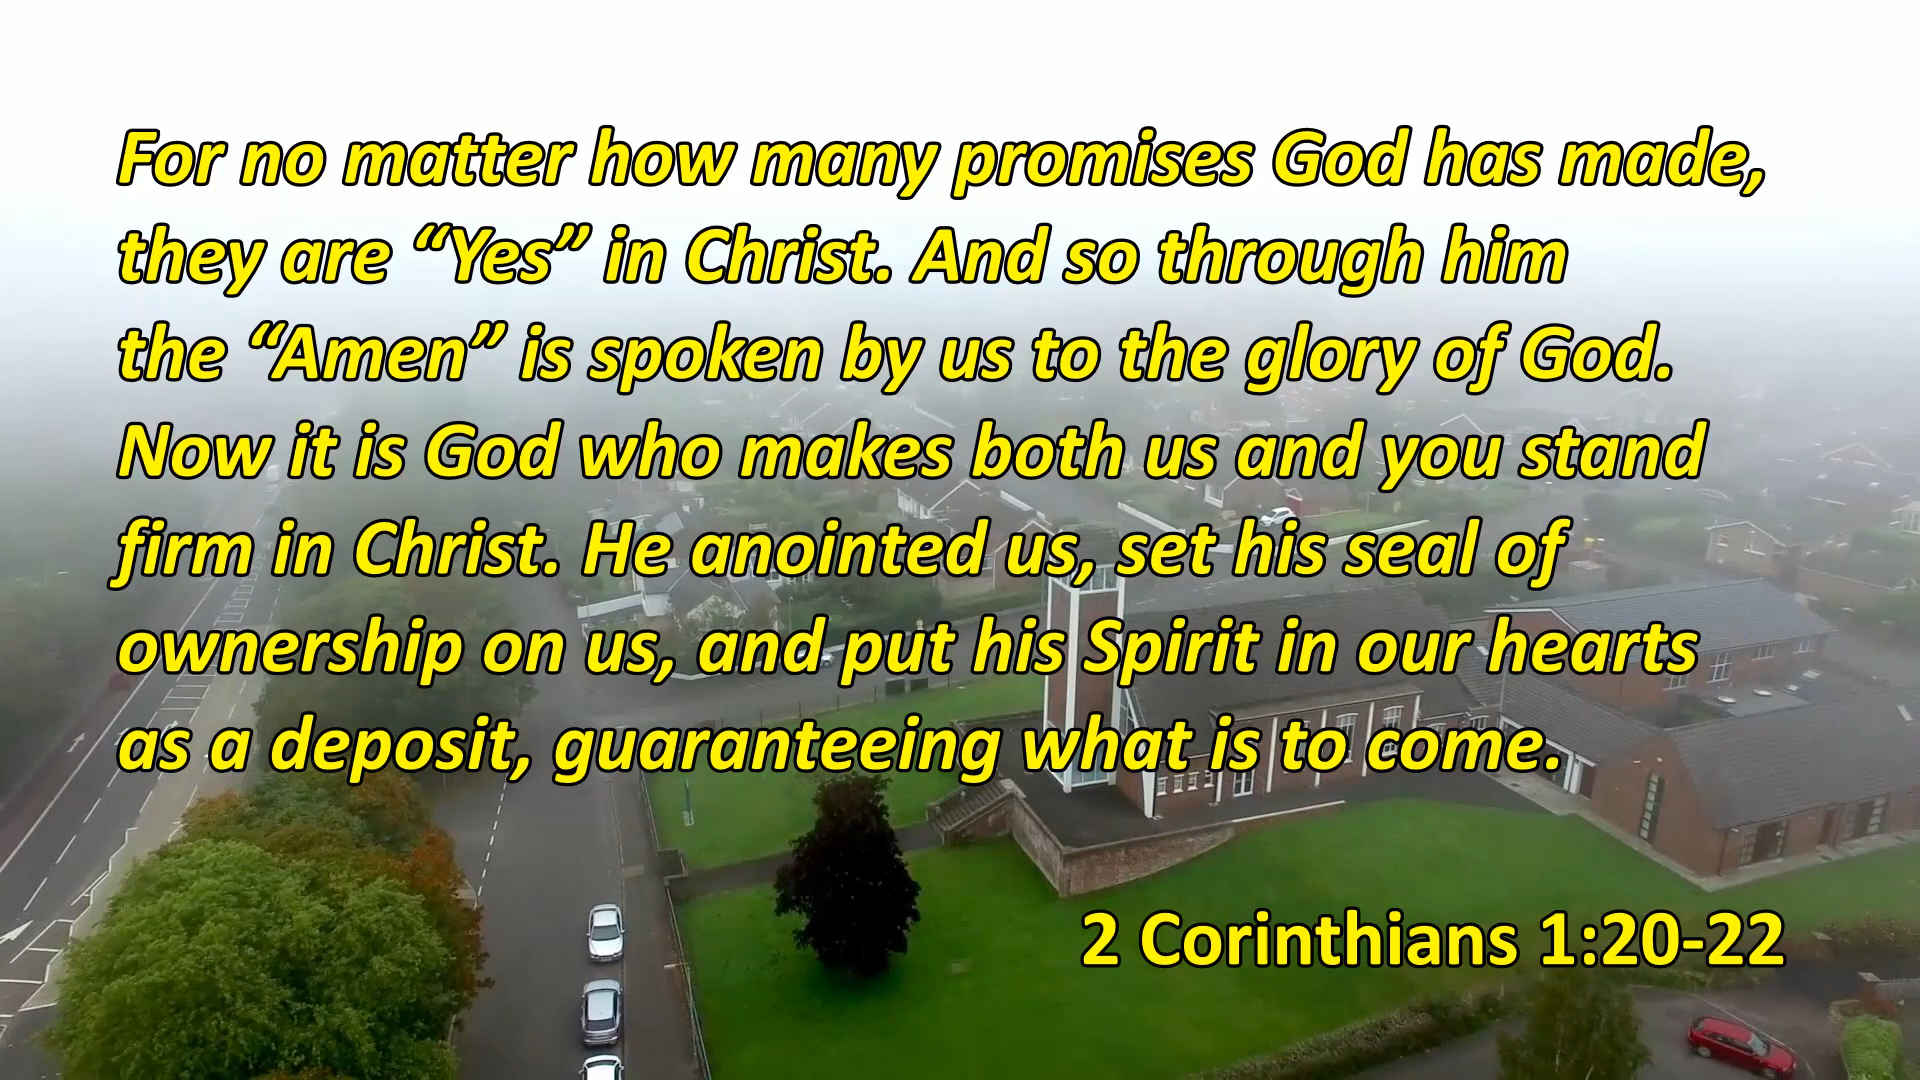 For no matter how many promises God has made,
they are “Yes” in Christ. And so through him
the “Amen” is spoken by us to the glory of God.
Now it is God who makes both us and you stand
firm in Christ. He anointed us, set his seal of
ownership on us, and put his Spirit in our hearts
as a deposit, guaranteeing what is to come.
2 Corinthians 1:20-22